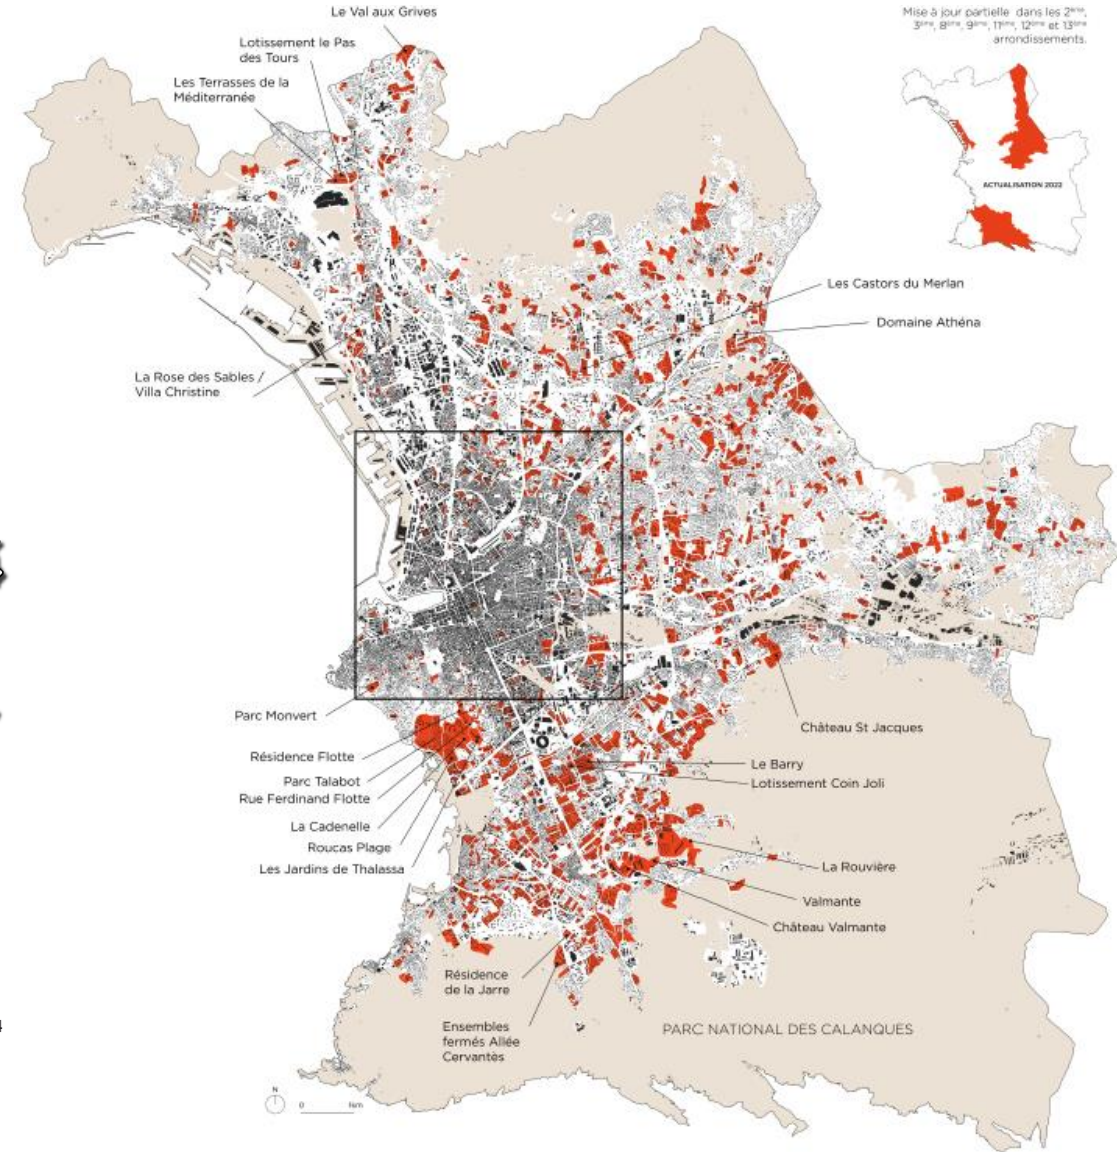 Le Val aux Grives
Lotissement le Pas
des Tours
Les Terrasses de la
Méditerranée
Mise à jour partielle dans les 2ème,
3ème, 8ème, 9ème, 11ème, 12ème et 13ème
arrondissements.
ACTUALISATION 2022
Les Castors du Merlan
Domaine Athéna
La Rose des Sables /
Villa Christine
Parc Monvert
Résidence Flotte
Parc Talabot
Rue Ferdinand Flotte
La Cadenelle
Roucas Plage
Les Jardins de Thalassa
Château St Jacques
Le Barry
Lotissement Coin Joli
La Rouvière
Valmante
Château Valmante
Résidence
de la Jarre
Ensembles
fermés Allée
Cervantès
PARC NATIONAL DES CALANQUES
N
0 1km
4